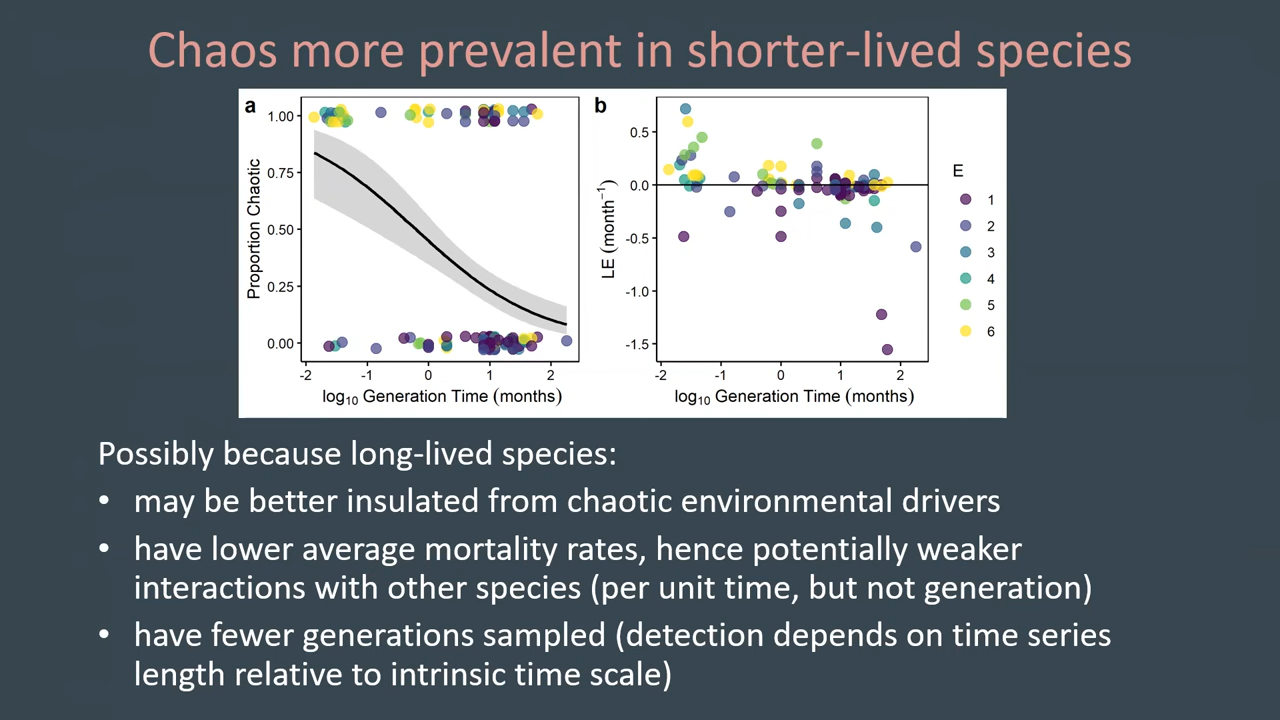 Chaos more prevalent in shorter-lived species
a
Proportion Chaotic
1.00
0.75
0.50
0.25
0.00
-2 -1 0 1 2
log10 Generation Time (months)
b
LE (month−1)
0.5
0.0
-0.5
-1.0
-1.5
-2 -1 0 1 2
log10 Generation Time (months)
E
1
2
3
4
5
6
Possibly because long-lived species:
• may be better insulated from chaotic environmental drivers
• have lower average mortality rates, hence potentially weaker
interactions with other species (per unit time, but not generation)
• have fewer generations sampled (detection depends on time series
length relative to intrinsic time scale)